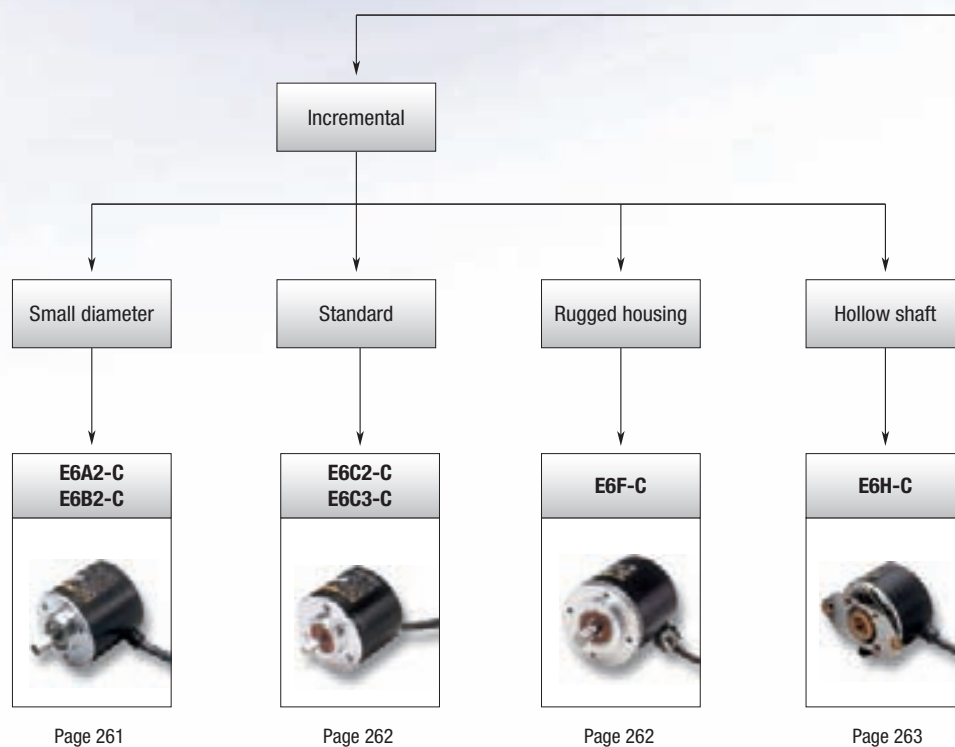 Incremental
Small diameter
Standard
Rugged housing
Hollow shaft
E6A2-C
E6B2-C
E6C2-C
E6C3-C
E6F-C
E6H-C
Page 261
Page 262
Page 262
Page 263